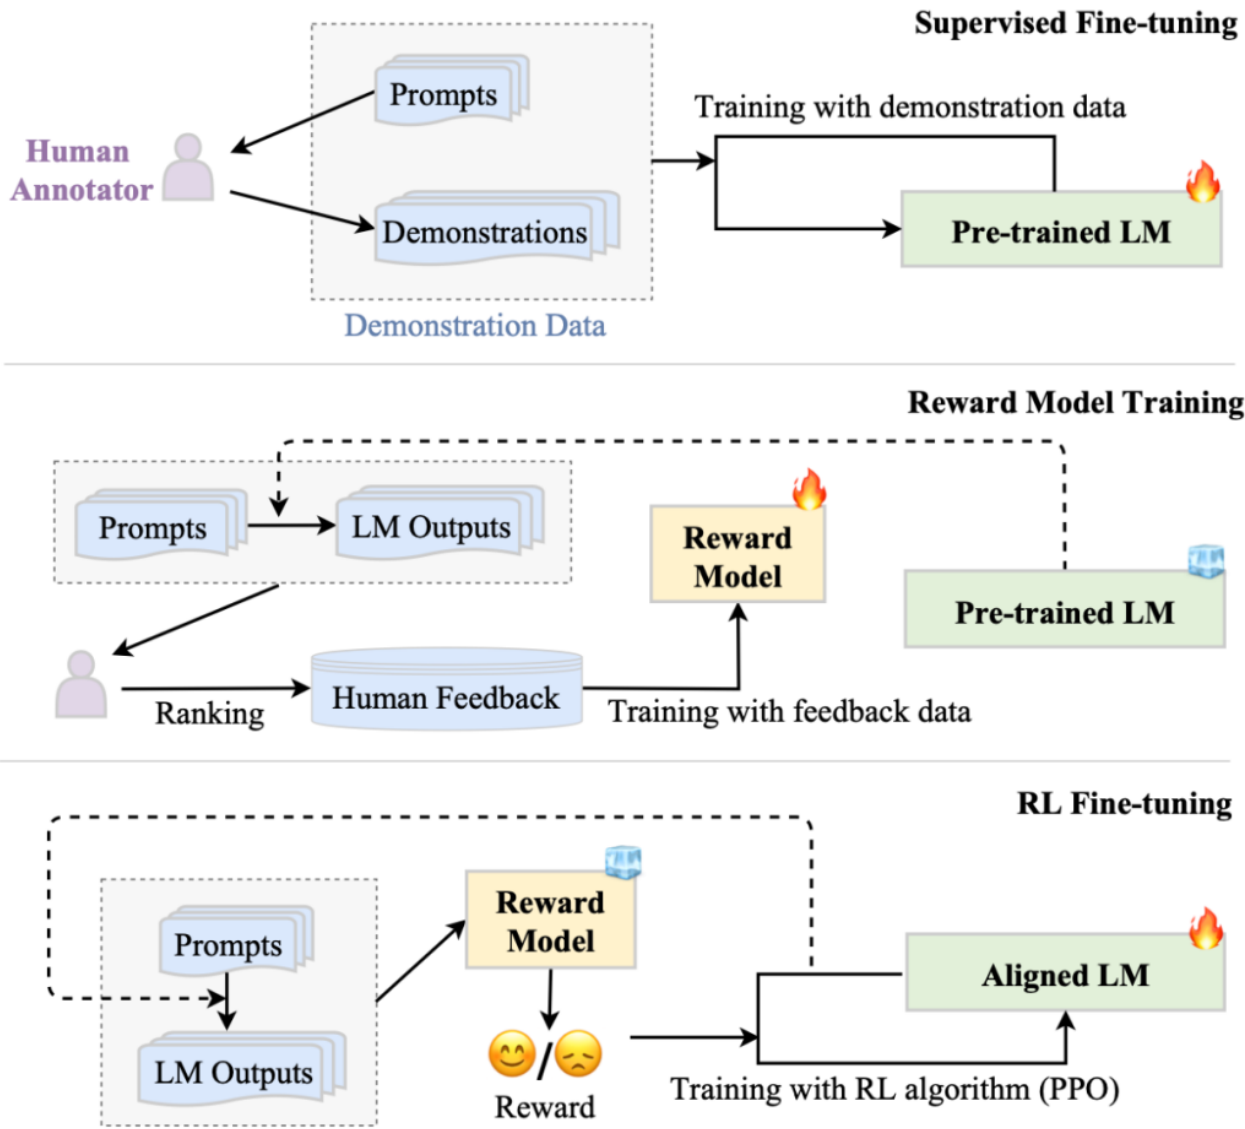 Supervised Fine-tuning
Prompts
Training with demonstration data
Human
Annotator
Demonstrations
Pre-trained LM
Demonstration Data
Reward Model Training
Prompts
LM Outputs
Reward
Model
Pre-trained LM
Ranking
Human Feedback
Training with feedback data
RL Fine-tuning
Prompts
Reward
Model
Aligned LM
LM Outputs
/
Reward
Training with RL algorithm (PPO)